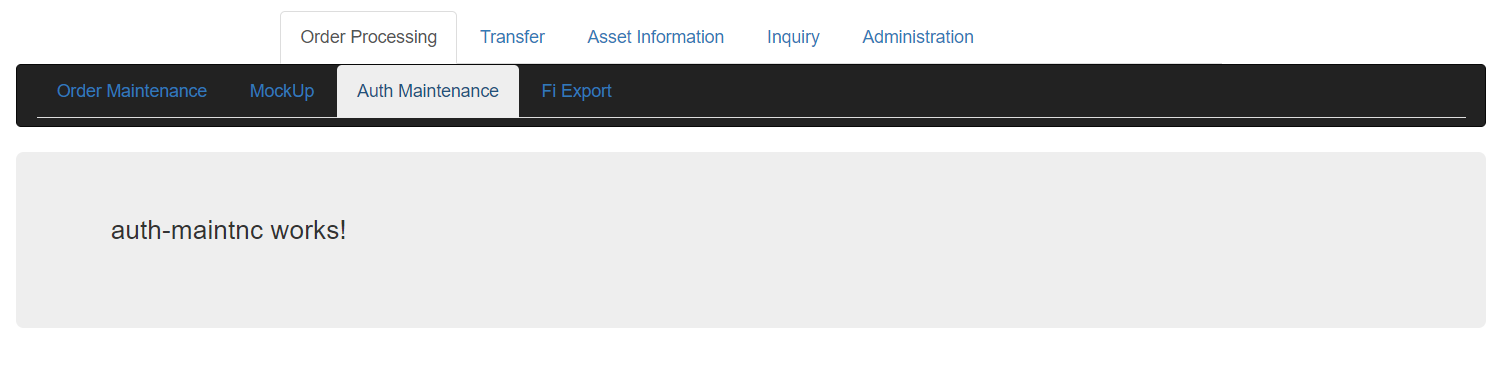 Order Processing Transfer Asset Information Inquiry Administration
Order Maintenance MockUp Auth Maintenance Fi Export
auth-maintnc works!